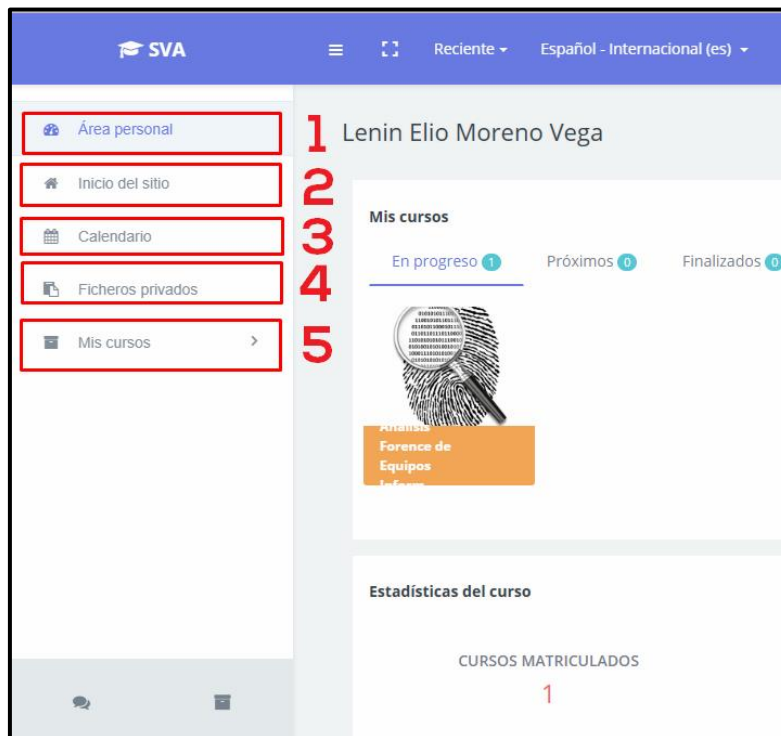 SVA
Reciente
Español - Internacional (es)
Área personal
1
Inicio del sitio
2
Calendario
3
Ficheros privados
4
Mis cursos
5
Lenin Elio Moreno Vega
Mis cursos
En progreso 1
Próximos 0
Finalizados 0
Análisis
Forence de
Equipos
Inform
Estadísticas del curso
CURSOS MATRICULADOS
1